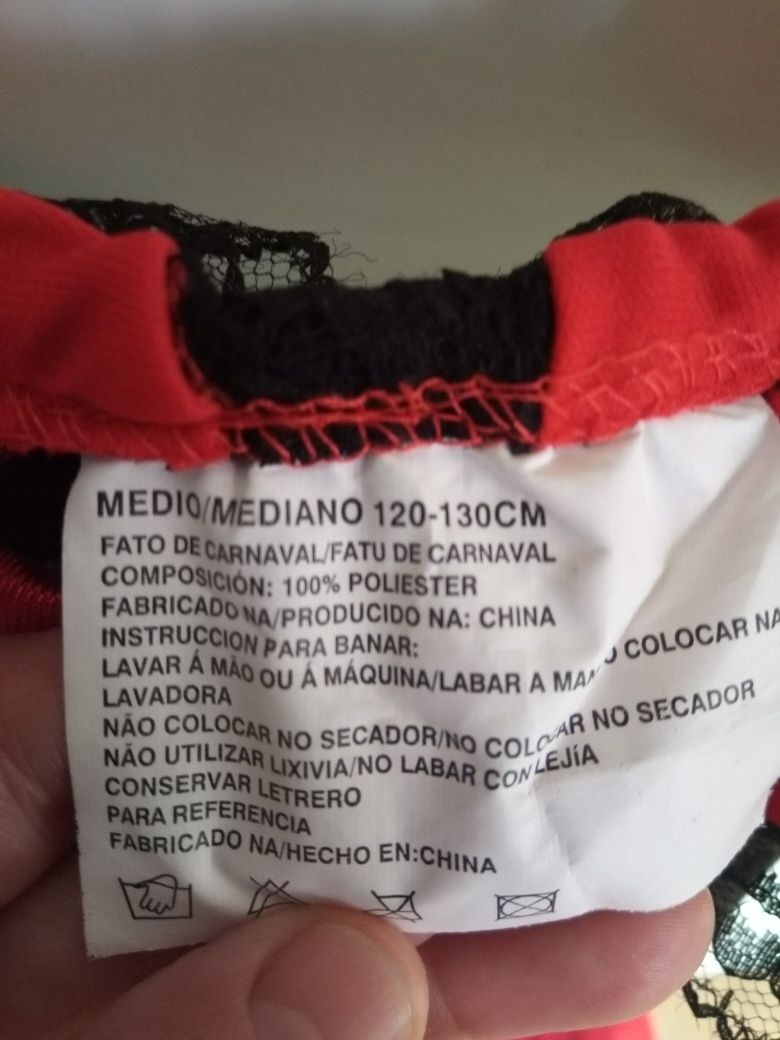 MEDIO/MEDIANO 120-130CM
FATO DE CARNAVAL/FATU DE CARNAVAL
COMPOSICIÓN: 100% POLIESTER
FABRICADO NA/PRODUCIDO NA: CHINA
INSTRUCCION PARA BANAR:
LAVAR Á MÃO OU Á MÁQUINA/LABAR A COLOCAR NA
LAVADORA
NÃO COLOCAR NO SECADOR/NO COLOCAR NO SECADOR
NÃO UTILIZAR LIXIVIA/NO LABAR CON LEJÍA
CONSERVAR LETRERO
PARA REFERENCIA
FABRICADO NA/HECHO EN:CHINA